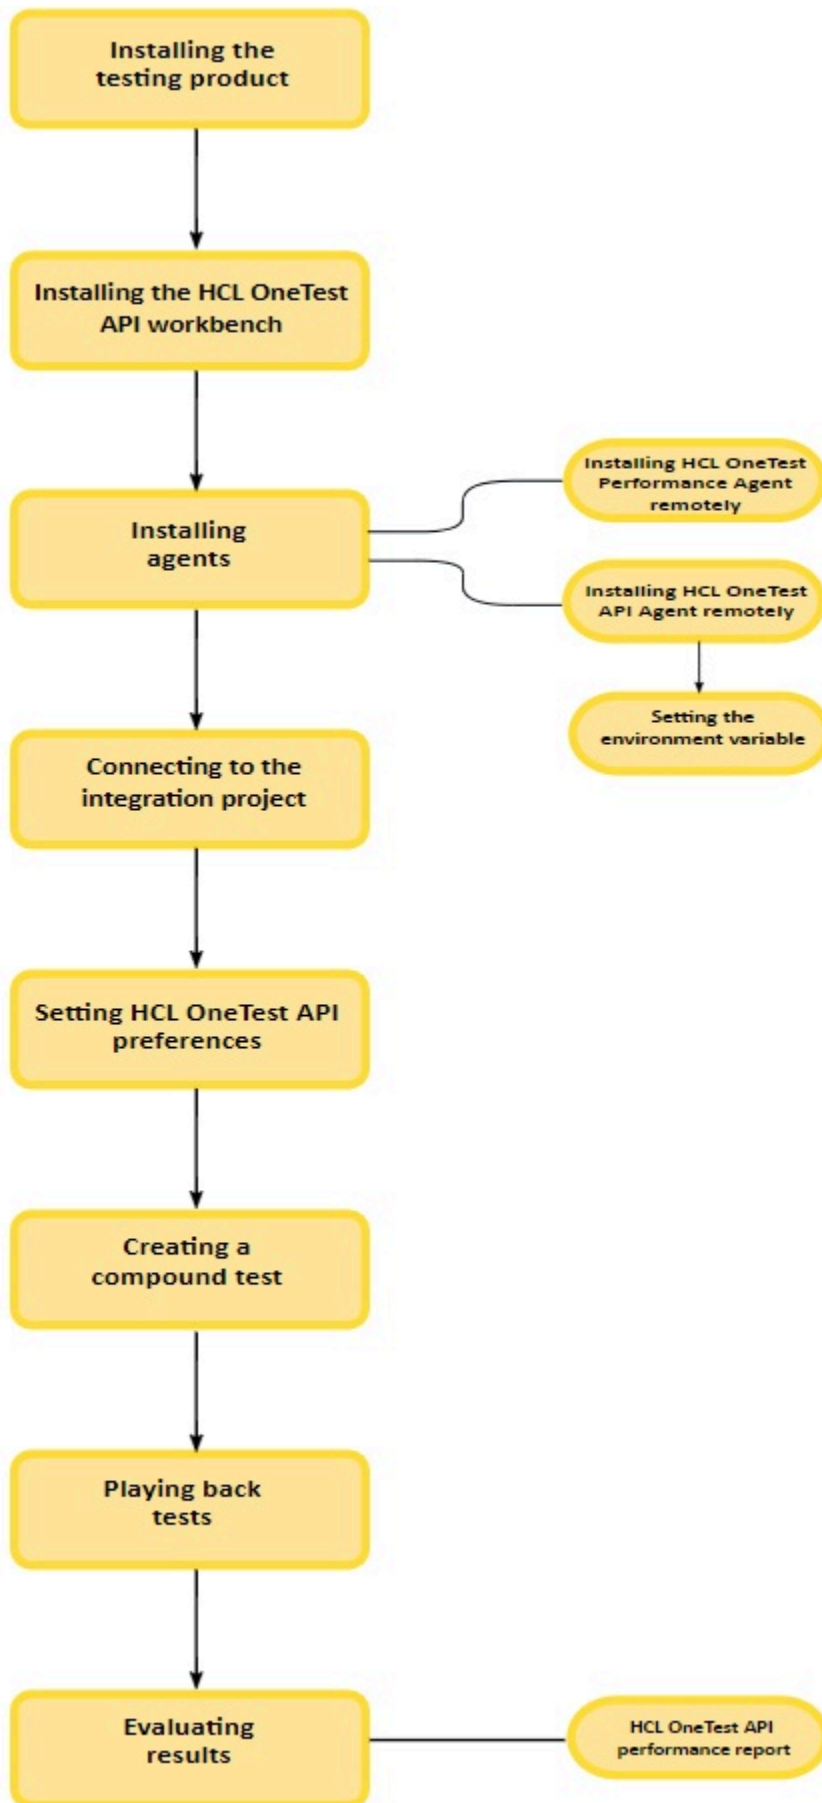 Installing the
testing product
Installing the HCL OneTest
API workbench
Installing
agents
Installing HCL OneTest
Performance Agent
remotely
Installing HCL OneTest
API Agent remotely
Setting the
environment variable
Connecting to the
integration project
Setting HCL OneTest API
preferences
Creating a
compound test
Playing back
tests
Evaluating
results
HCL OneTest API
performance report